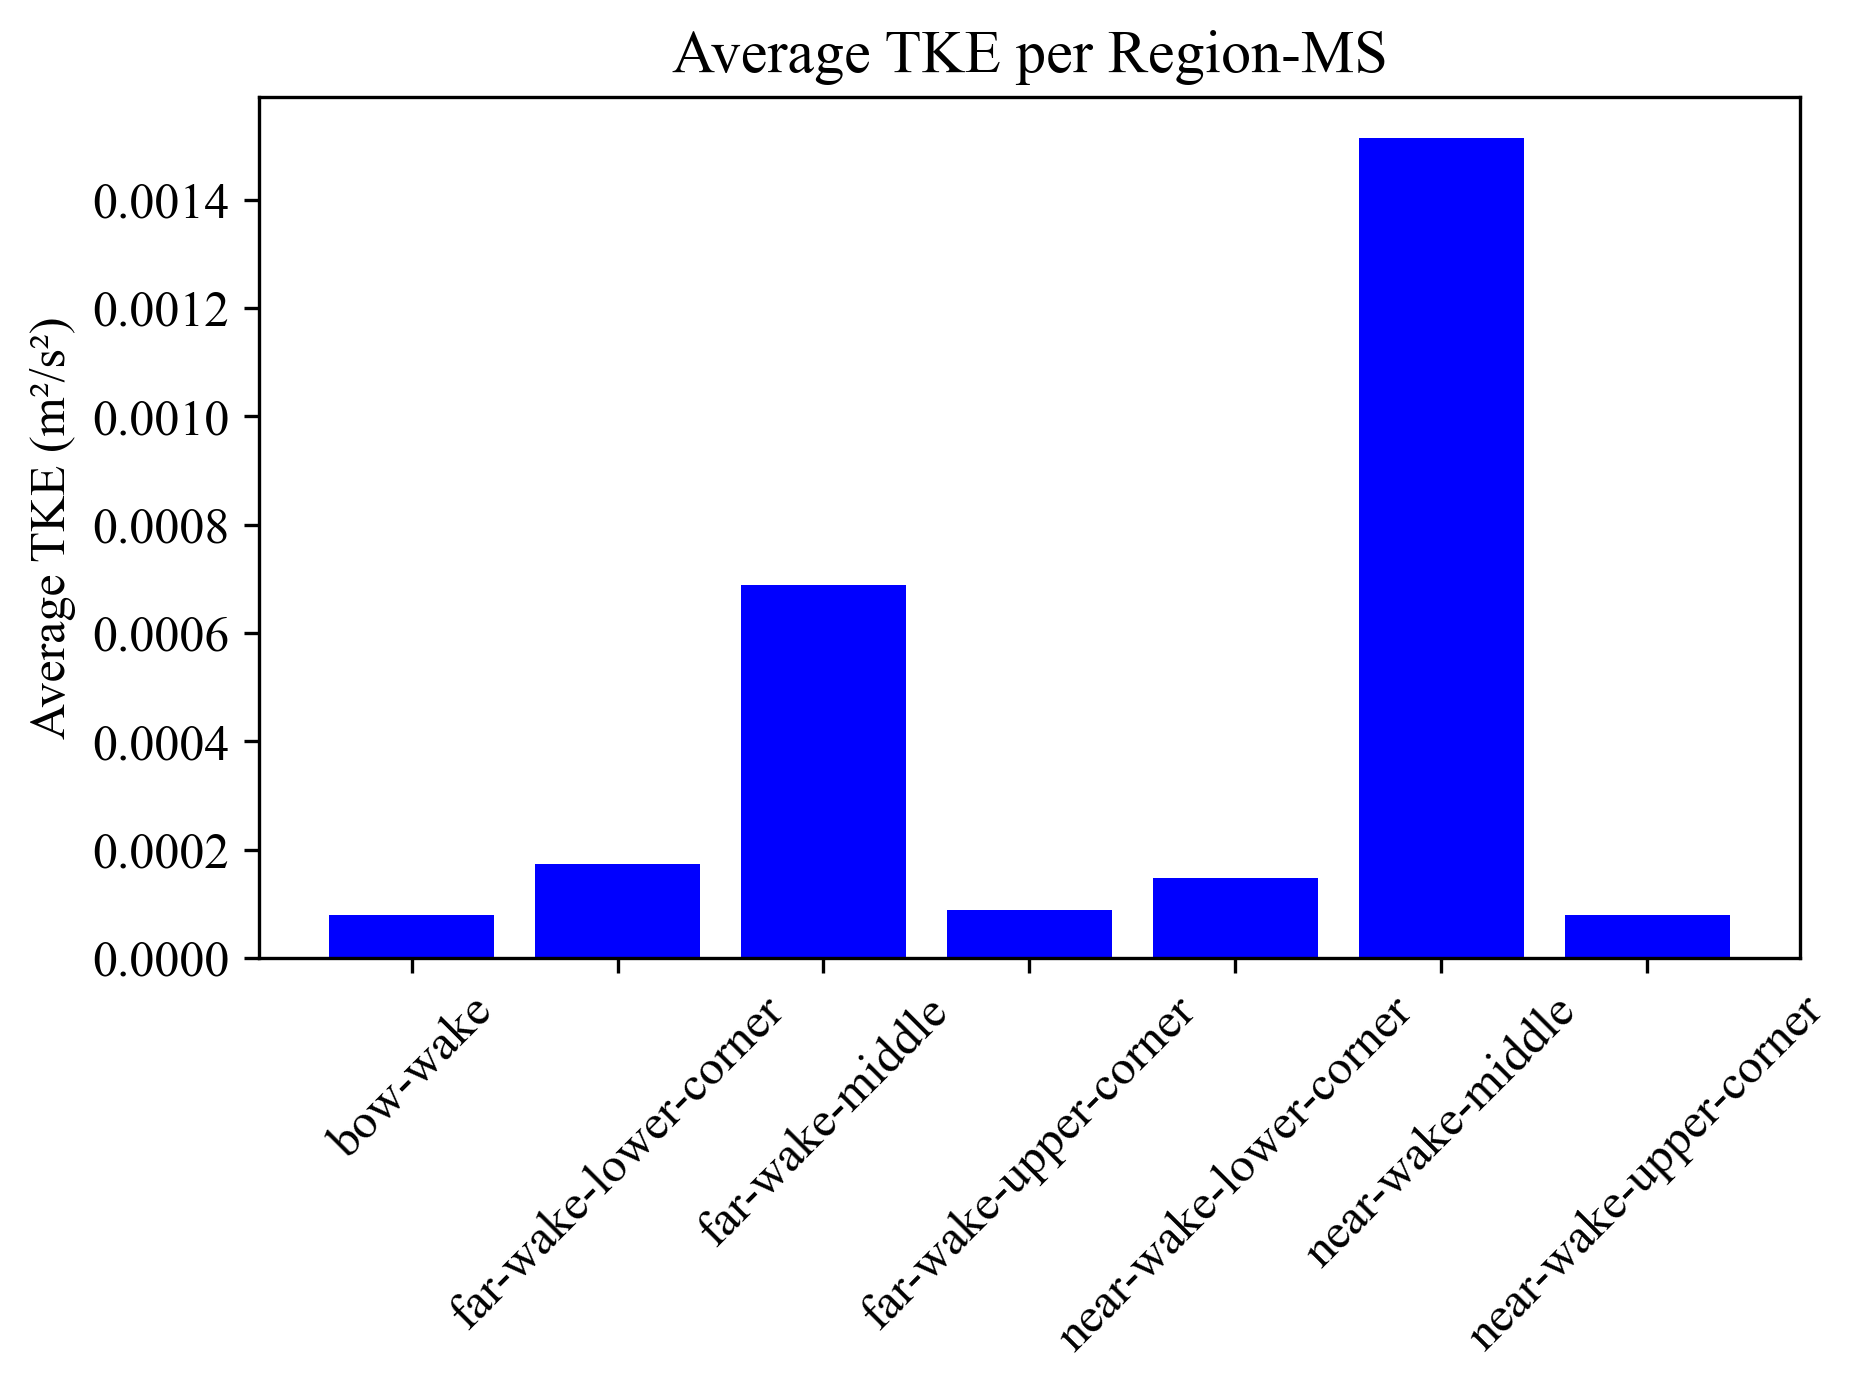 Average TKE per Region-MS
Average TKE (m²/s²)
0.0014
0.0012
0.0010
0.0008
0.0006
0.0004
0.0002
0.0000
bow-wake
far-wake-lower-corner
far-wake-middle
far-wake-upper-corner
near-wake-lower-corner
near-wake-middle
near-wake-upper-corner